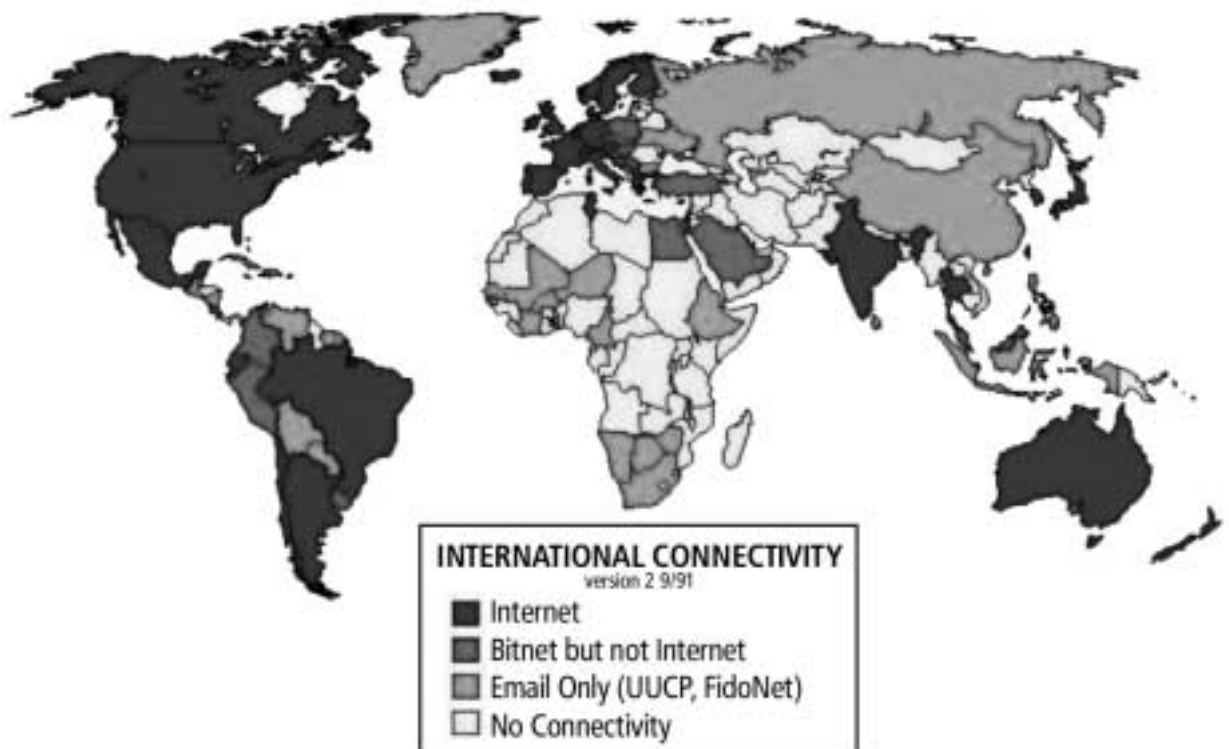 INTERNATIONAL CONNECTIVITY
version 2 9/91
Internet
Bitnet but not Internet
Email Only (UUCP, FidoNet)
No Connectivity